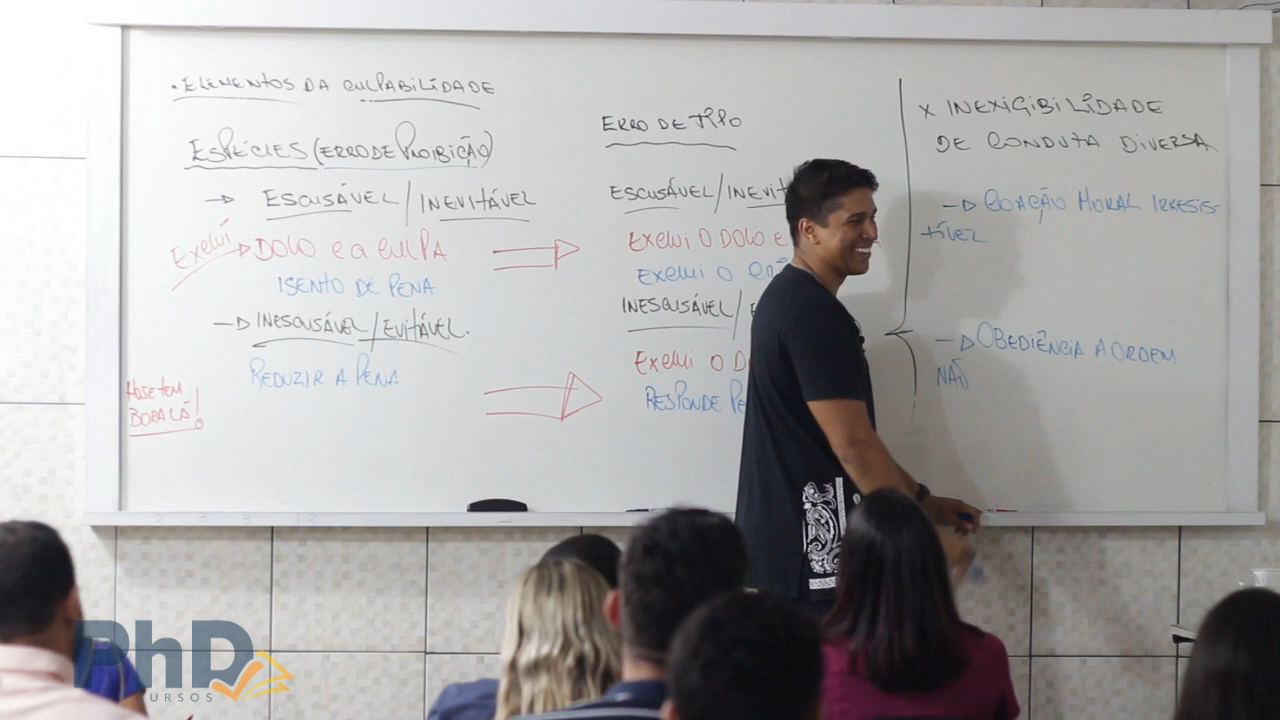 . ELEMENTOS DA CULPABILIDADE
ESPÉCIES (ERRO DE PROIBIÇÃO)
→ ESCUSÁVEL / INEVITÁVEL
EXCLUI → DOLO E A CULPA
ISENTO DE PENA
→ INESCUSÁVEL / EVITÁVEL.
REDUZIR A PENA
HOJE TEM
BORA LÁ!
ERRO DE TIPO
ESCUSÁVEL / INEVIT
EXCLUI O DOLO E
EXCLUI O
INESCUSÁVEL /
EXCLUI O D
RESPONDE PE
X INEXIGIBILIDADE
DE CONDUTA DIVERSA
→ COAÇÃO MORAL IRRESIS-
TÍVEL
→ OBEDIÊNCIA A ORDEM
NÃO
PhD
CURSOS